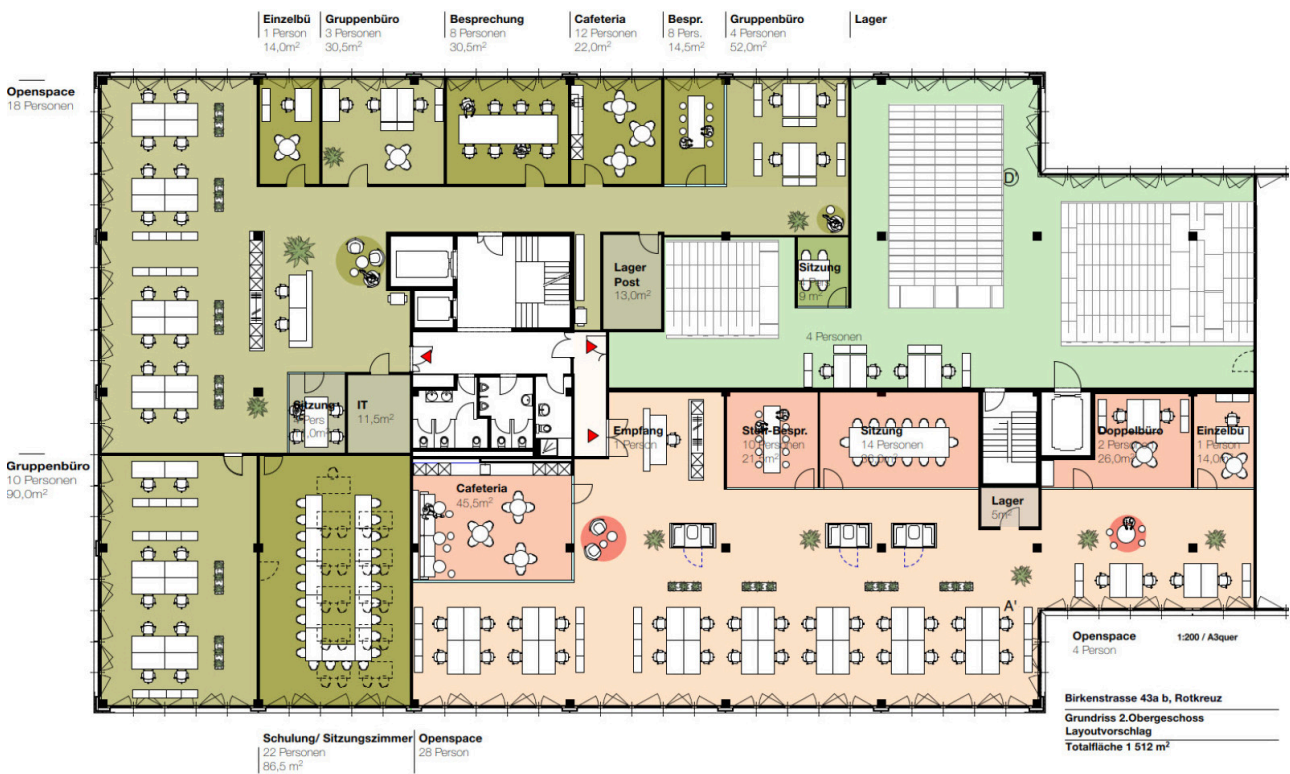 Einzelbü
1 Person
14,0m²
Gruppenbüro
3 Personen
30,5m²
Besprechung
8 Personen
30,5m²
Cafeteria
12 Personen
22,0m²
Bespr.
8 Pers.
14,5m²
Gruppenbüro
4 Personen
52,0m²
Lager
Openspace
18 Personen
D'
Lager
Post
13,0m²
Sitzung
Pers.
9 m²
4 Personen
Sitzung
Pers
IT
11,5m²
Empfang
1 Person
10 Personen
Sitzung
14 Personen
Doppelbüro
2 Personen
26,0m²
Einzelbü
1 Person
14,0m²
Gruppenbüro
10 Personen
90,0m²
Cafeteria
45,5m²
Lager
5m²
A'
Openspace
4 Person
1:200 / A3quer
Birkenstrasse 43a b, Rotkreuz
Grundriss 2.Obergeschoss
Layoutvorschlag
Totalfläche 1 512 m²
Schulung/ Sitzungszimmer
22 Personen
86,5 m²
Openspace
28 Person